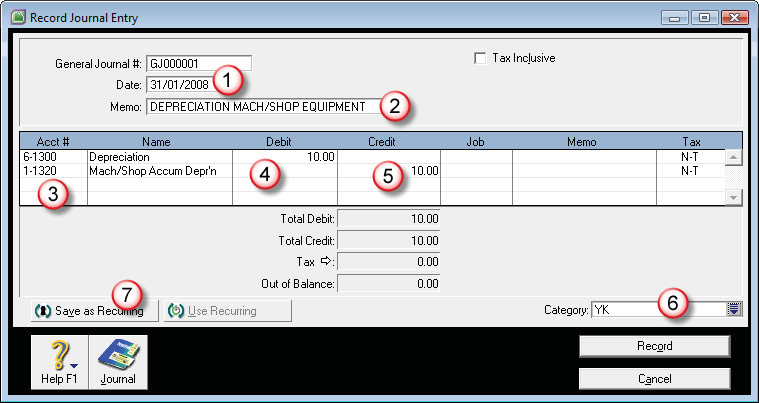 Record Journal Entry
General Journal #: GJ000001
Tax Inclusive
Date: 31/01/2008
1
Memo: DEPRECIATION MACH/SHOP EQUIPMENT
2
Acct # Name Debit Credit Job Memo Tax
6-1300 Depreciation 10.00 N-T
1-1320 Mach/Shop Accum Depr'n 10.00 N-T
3 4 5
Total Debit: 10.00
Total Credit: 10.00
Tax ⇨: 0.00
Out of Balance: 0.00
7
Save as Recurring Use Recurring
Category: YK
6
Help F1 Journal
Record
Cancel